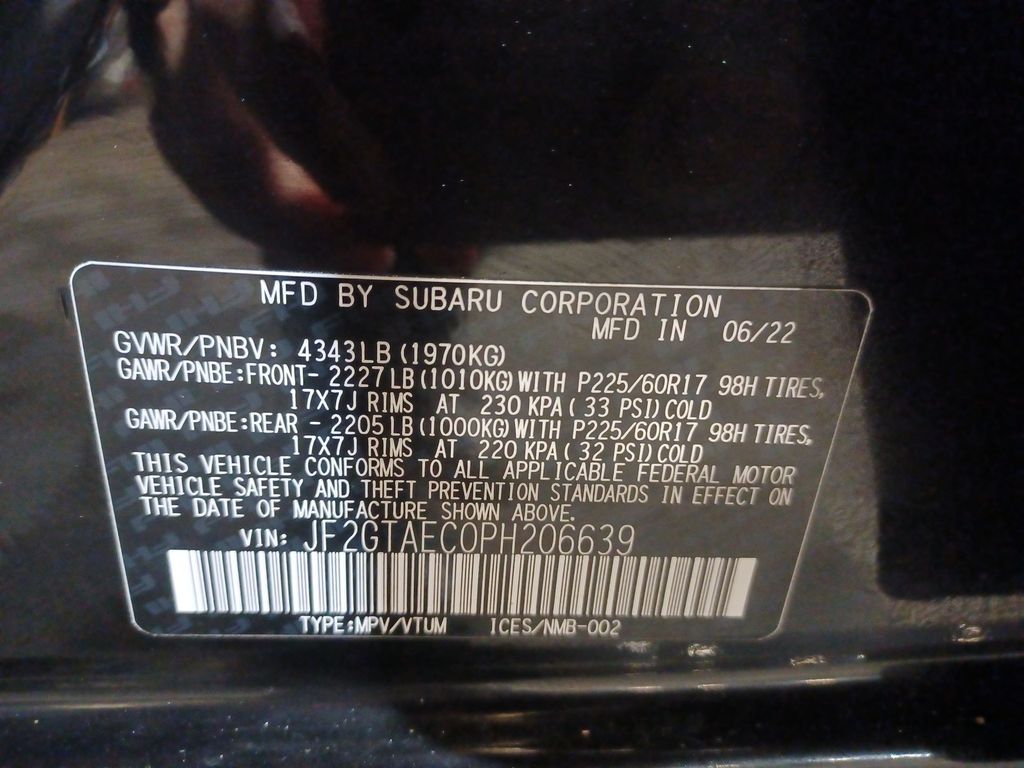 MFD BY SUBARU CORPORATION
MFD IN 06/22
GVWR/PNBV: 4343LB (1970KG)
GAWR/PNBE:FRONT- 2227 LB (1010KG) WITH P225/60R17 98H TIRES,
17X7J RIMS AT 230 KPA ( 33 PSI) COLD
GAWR/PNBE:REAR - 2205 LB (1000KG) WITH P225/60R17 98H TIRES,
17X7J RIMS AT 220 KPA ( 32 PSI) COLD
THIS VEHICLE CONFORMS TO ALL APPLICABLE FEDERAL MOTOR
VEHICLE SAFETY AND THEFT PREVENTION STANDARDS IN EFFECT ON
THE DATE OF MANUFACTURE SHOWN ABOVE.
VIN: JF2GTAEC0PH206639
TYPE:MPV/VTUM ICES/NMB-002